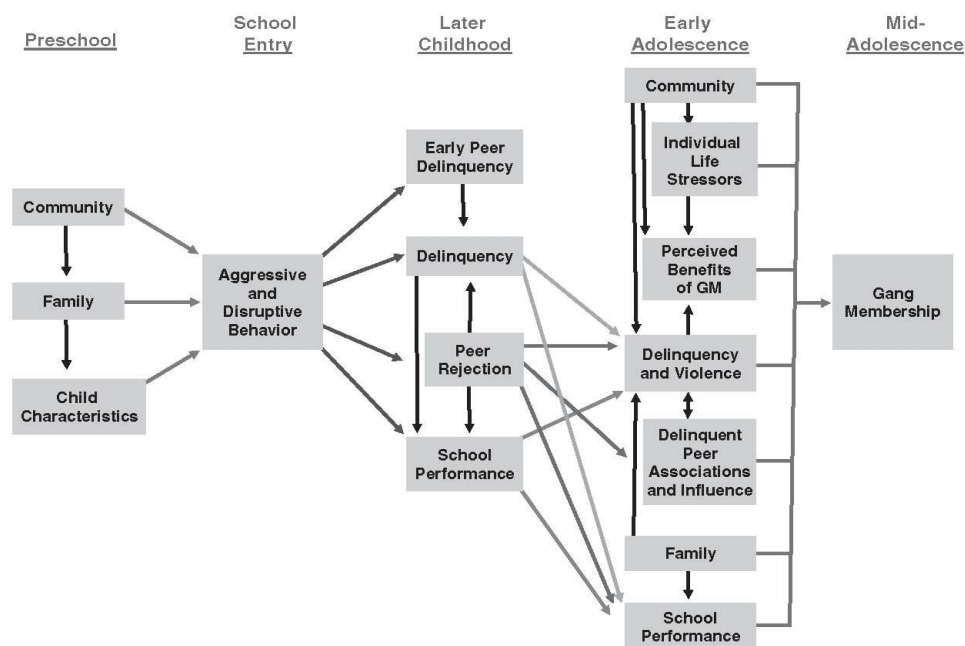 Preschool
School
Entry
Later
Childhood
Early
Adolescence
Mid-
Adolescence
Community
Family
Child
Characteristics
Aggressive
and
Disruptive
Behavior
Early Peer
Delinquency
Delinquency
Peer
Rejection
School
Performance
Community
Individual
Life
Stressors
Perceived
Benefits
of GM
Delinquency
and Violence
Delinquent
Peer
Associations
and Influence
Family
School
Performance
Gang
Membership